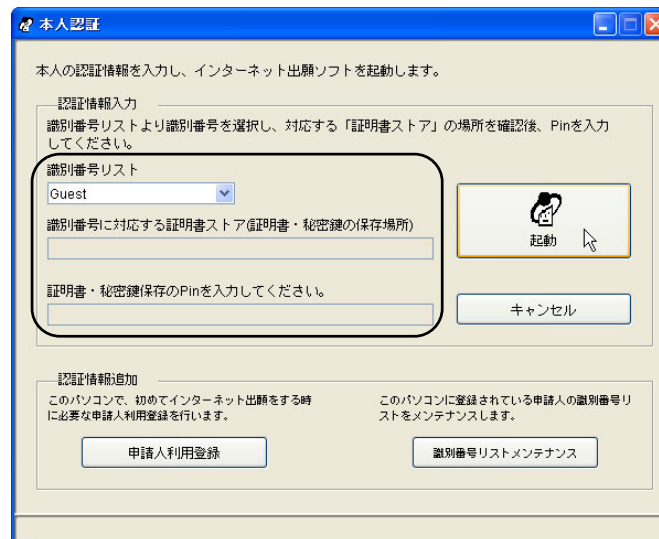 本人認証
本人の認証情報を入力し、インターネット出願ソフトを起動します。
認証情報入力
識別番号リストより識別番号を選択し、対応する「証明書ストア」の場所を確認後、Pinを入力
してください。
識別番号リスト
Guest
識別番号に対応する証明書ストア(証明書・秘密鍵の保存場所)
起動
証明書・秘密鍵保存のPinを入力してください。
キャンセル
認証情報追加
このパソコンで、初めてインターネット出願をする時
に必要な申請人利用登録を行います。
申請人利用登録
このパソコンに登録されている申請人の識別番号リ
ストをメンテナンスします。
識別番号リストメンテナンス